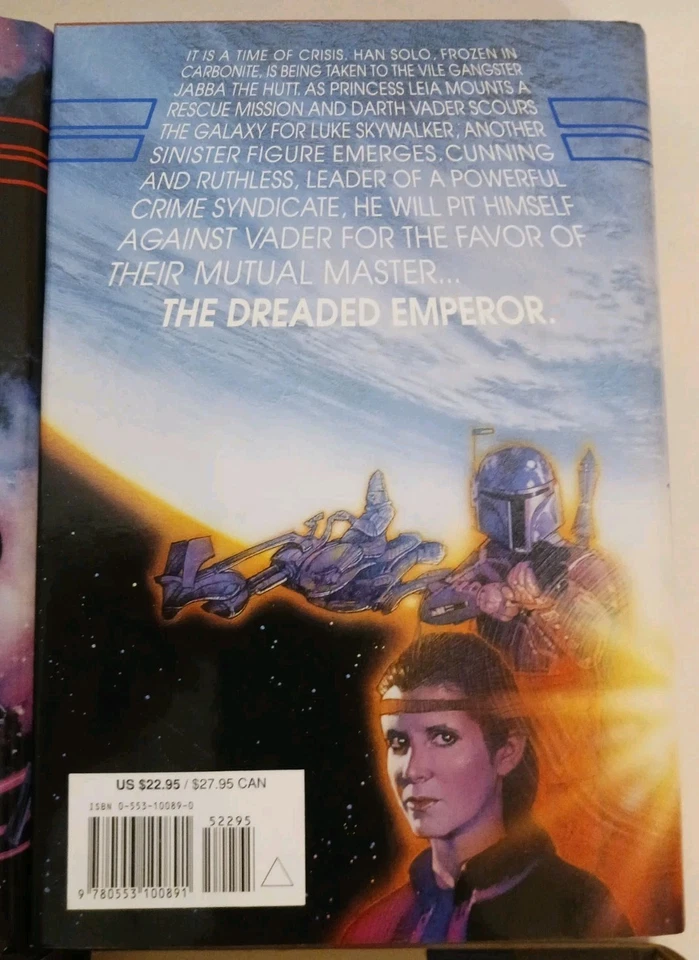 IT IS A TIME OF CRISIS. HAN SOLO, FROZEN IN
CARBONITE, IS BEING TAKEN TO THE VILE GANGSTER
JABBA THE HUTT. AS PRINCESS LEIA MOUNTS A
RESCUE MISSION AND DARTH VADER SCOURS
THE GALAXY FOR LUKE SKYWALKER, ANOTHER
SINISTER FIGURE EMERGES. CUNNING
AND RUTHLESS, LEADER OF A POWERFUL
CRIME SYNDICATE, HE WILL PIT HIMSELF
AGAINST VADER FOR THE FAVOR OF
THEIR MUTUAL MASTER...
THE DREADED EMPEROR.
US $22.95 / $27.95 CAN
ISBN 0-553-10089-0
52295
9 780553 100891